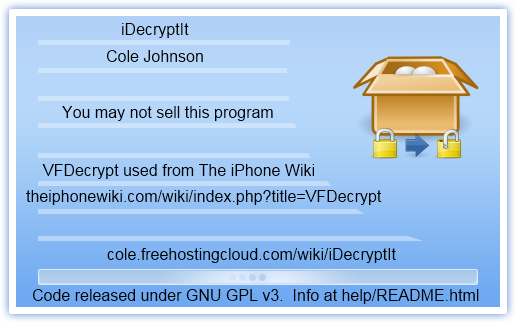 iDecryptIt
Cole Johnson
You may not sell this program
VFDecrypt used from The iPhone Wiki
theiphonewiki.com/wiki/index.php?title=VFDecrypt
cole.freehostingcloud.com/wiki/iDecryptIt
Code released under GNU GPL v3.  Info at help/README.html